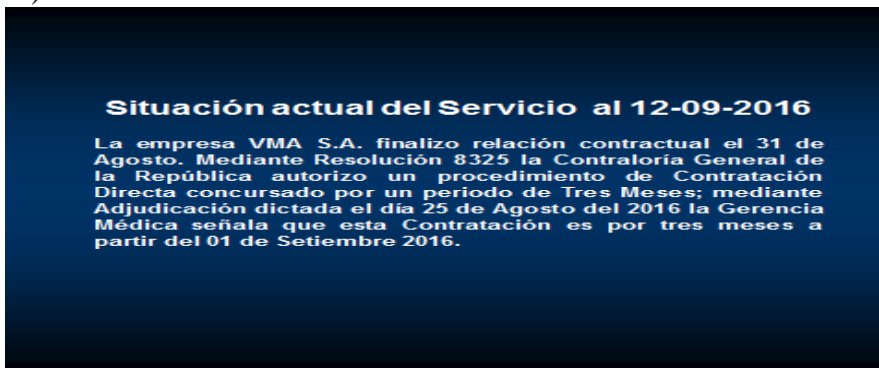 Situación actual del Servicio al 12-09-2016
La empresa VMA S.A. finalizo relación contractual el 31 de
Agosto. Mediante Resolución 8325 la Contraloría General de
la República autorizo un procedimiento de Contratación
Directa concursado por un periodo de Tres Meses; mediante
Adjudicación dictada el día 25 de Agosto del 2016 la Gerencia
Médica señala que esta Contratación es por tres meses a
partir del 01 de Setiembre 2016.